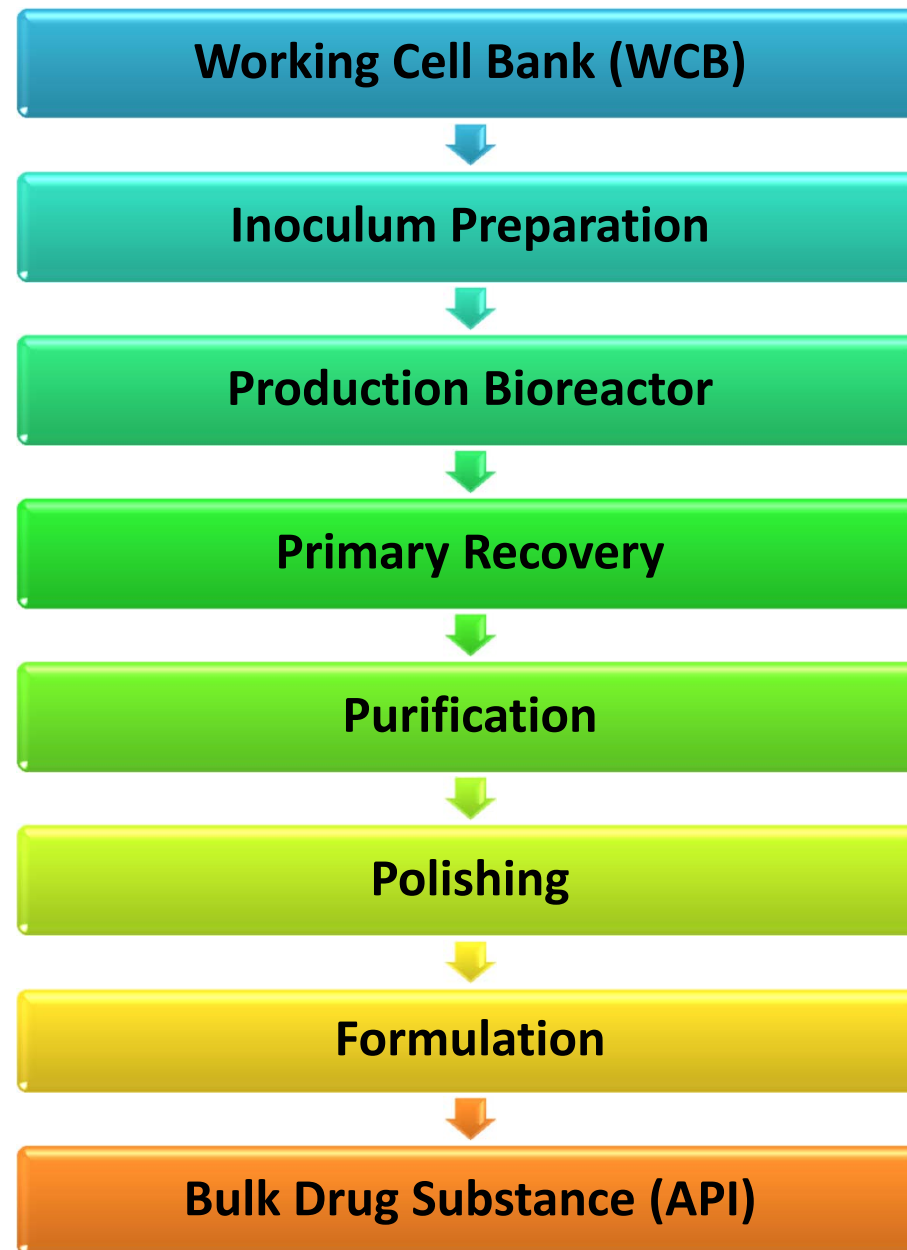 Working Cell Bank (WCB)
Inoculum Preparation
Production Bioreactor
Primary Recovery
Purification
Polishing
Formulation
Bulk Drug Substance (API)